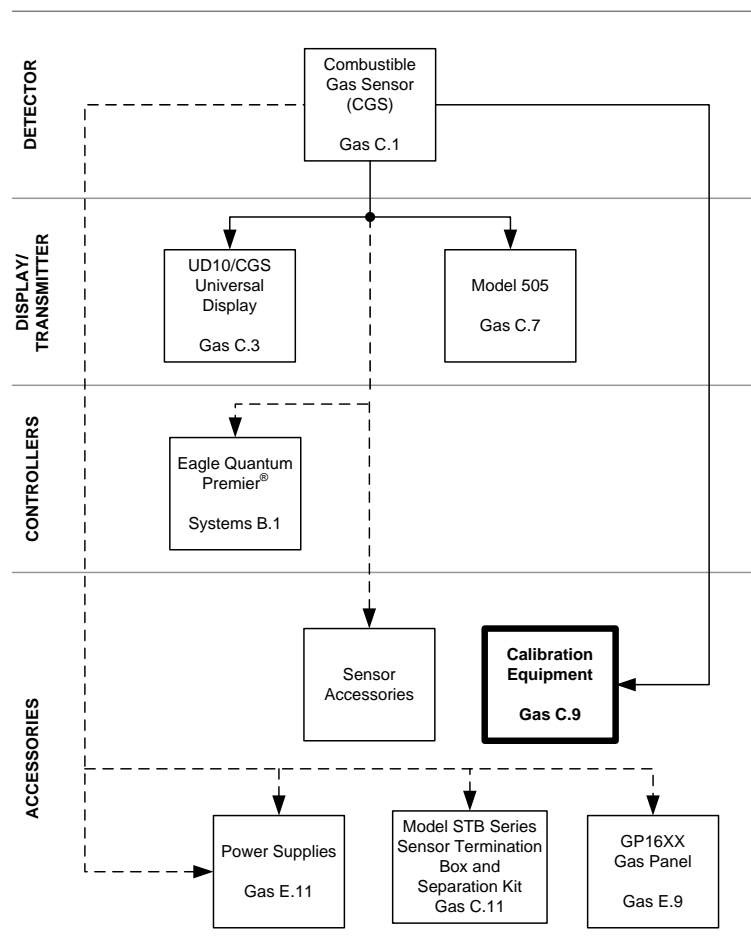 DETECTOR
Combustible
Gas Sensor
(CGS)
Gas C.1
DISPLAY/
TRANSMITTER
UD10/CGS
Universal
Display
Gas C.3
Model 505
Gas C.7
CONTROLLERS
Eagle Quantum
Premier®
Systems B.1
ACCESSORIES
Sensor
Accessories
Calibration
Equipment
Gas C.9
Power Supplies
Gas E.11
Model STB Series
Sensor Termination
Box and
Separation Kit
Gas C.11
GP16XX
Gas Panel
Gas E.9